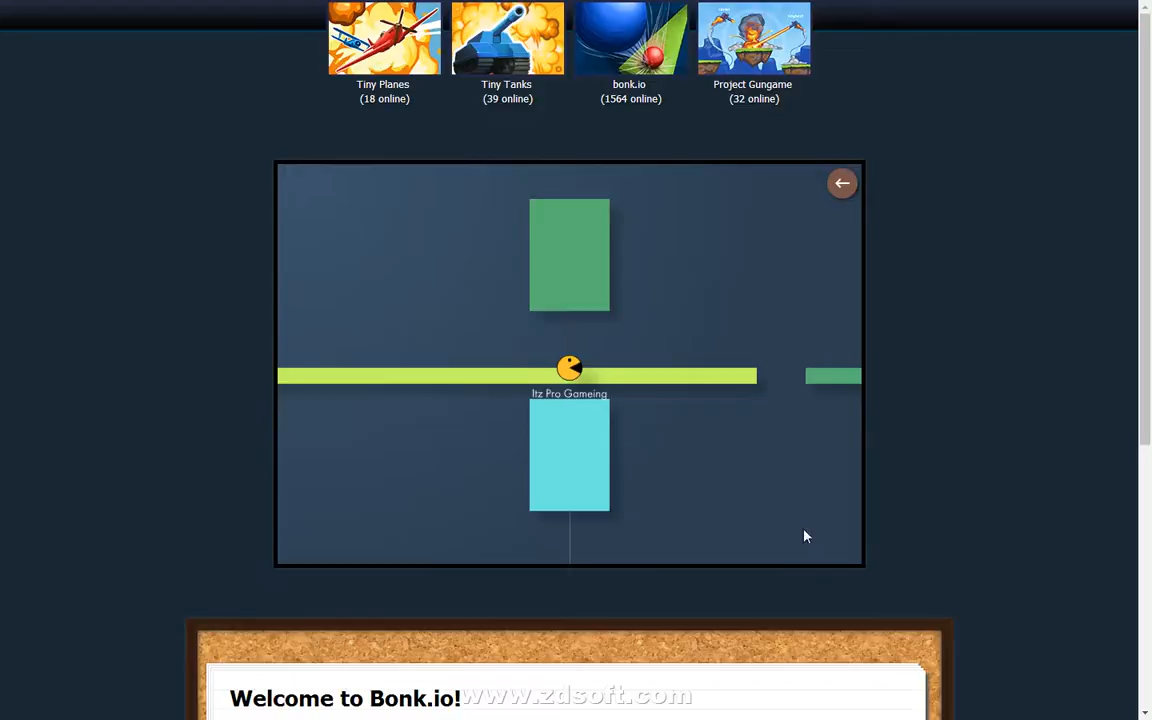 Tiny Planes
(18 online)
Tiny Tanks
(39 online)
bonk.io
(1564 online)
Project Gungame
(32 online)
Itz Pro Gameing
Welcome to Bonk.io!
www.zdsoft.com